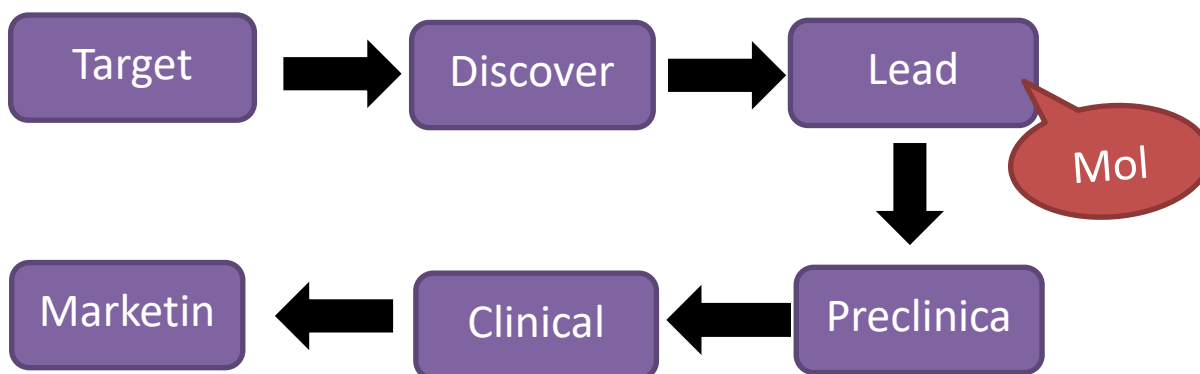 Target
Discover
Lead
Mol
Preclinica
Clinical
Marketin